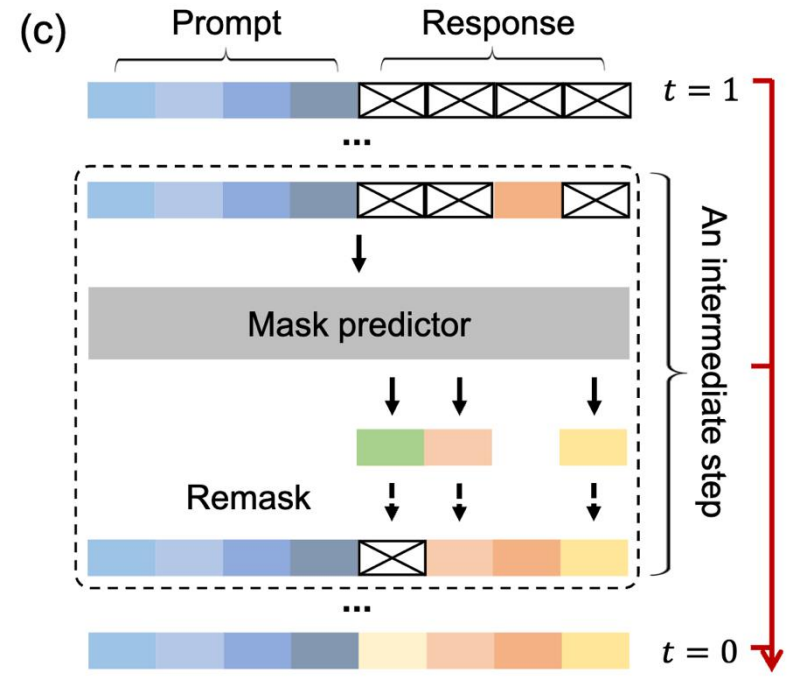 (c)
Prompt
Response
t = 1
...
Mask predictor
An intermediate step
Remask
...
t = 0